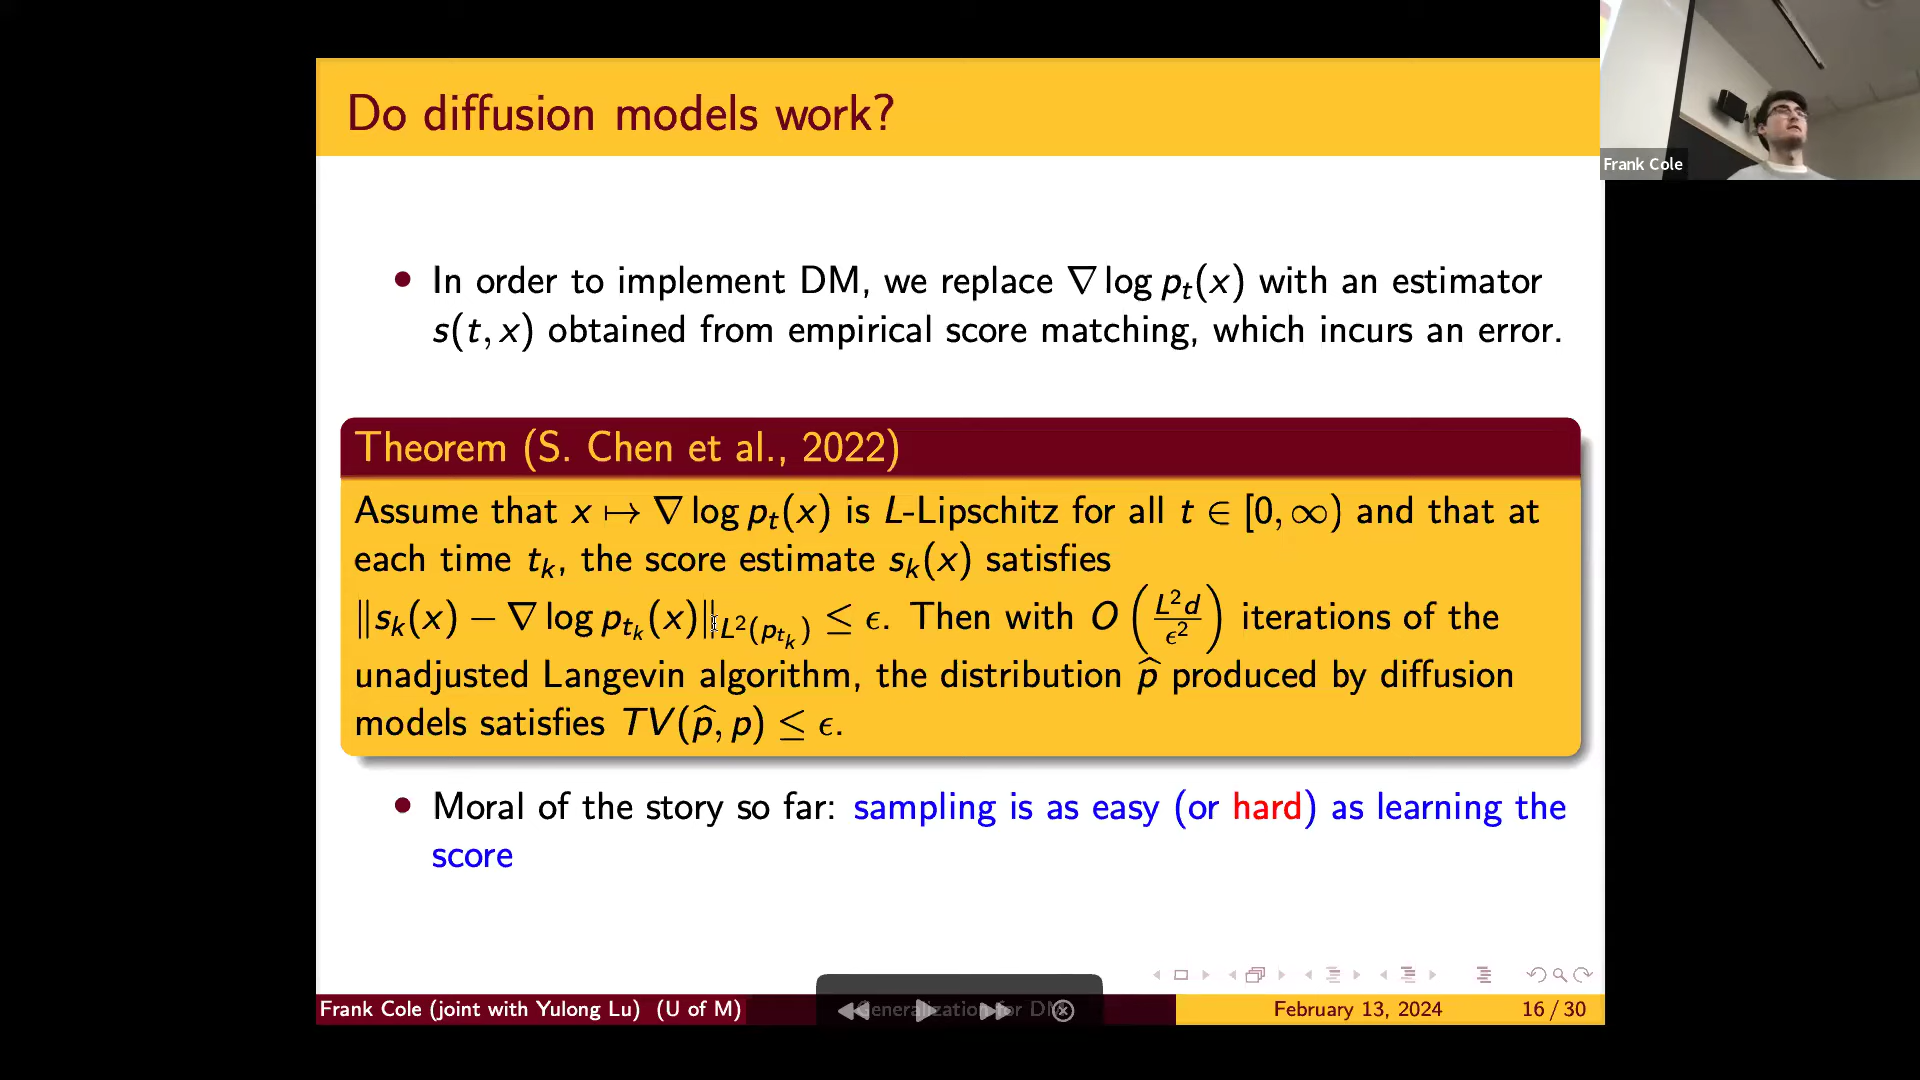 Do diffusion models work?
Frank Cole
• In order to implement DM, we replace ∇ log pₜ(x) with an estimator
s(t, x) obtained from empirical score matching, which incurs an error.
Theorem (S. Chen et al., 2022)
Assume that x ↦ ∇ log pₜ(x) is L-Lipschitz for all t ∈ [0, ∞) and that at
each time t_k, the score estimate s_k(x) satisfies
‖s_k(x) − ∇ log p_{t_k}(x)‖_{L²(p_{t_k})} ≤ ϵ. Then with O(L²d/ϵ²) iterations of the
unadjusted Langevin algorithm, the distribution p̂ produced by diffusion
models satisfies TV(p̂, p) ≤ ϵ.
• Moral of the story so far: sampling is as easy (or hard) as learning the
score
Frank Cole (joint with Yulong Lu) (U of M) Generalization for DM February 13, 2024 16 / 30